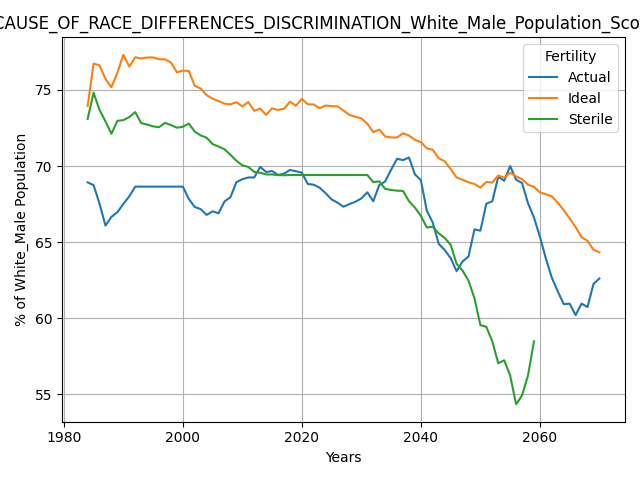 CAUSE_OF_RACE_DIFFERENCES_DISCRIMINATION_White_Male_Population_Sco
Fertility
Actual
Ideal
Sterile
% of White_Male Population
75
70
65
60
55
1980 2000 2020 2040 2060
Years